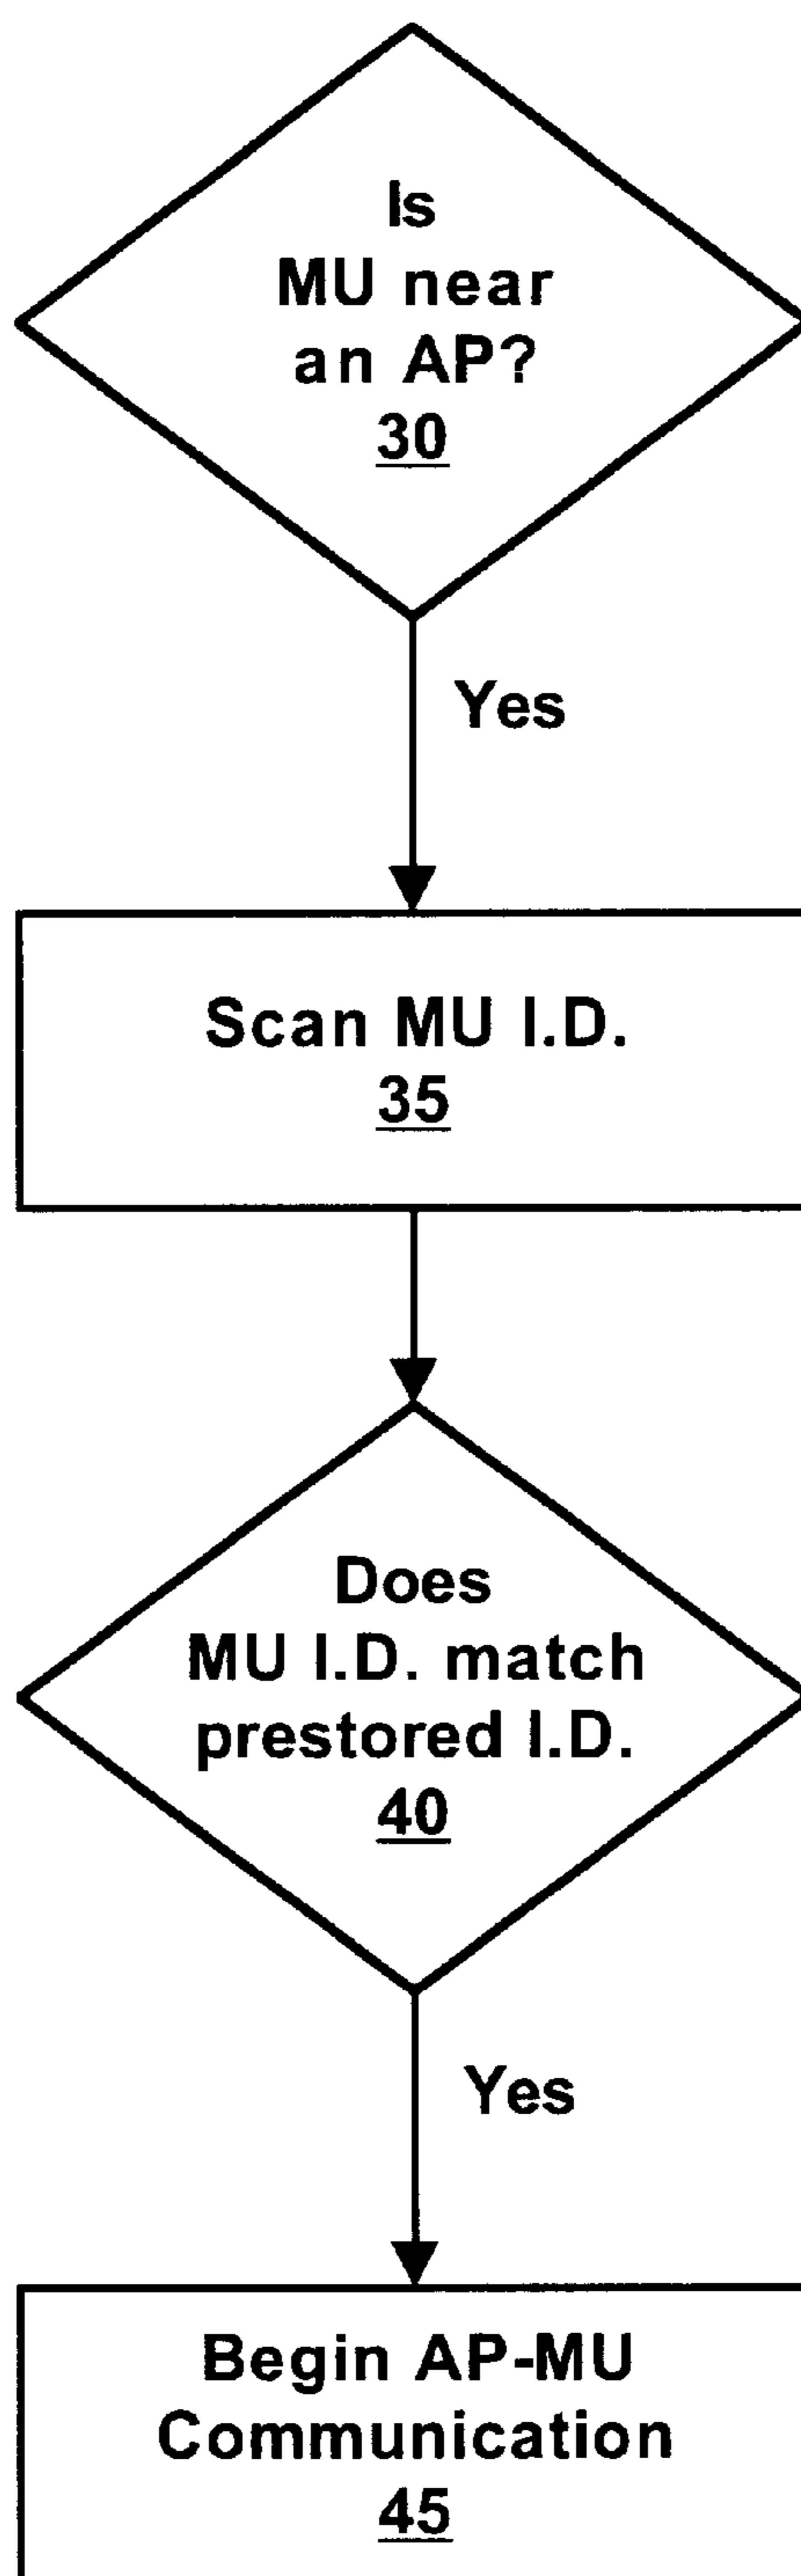 Is
MU near
an AP?
30
Yes
Scan MU I.D.
35
Does
MU I.D. match
prestored I.D.
40
Yes
Begin AP-MU
Communication
45